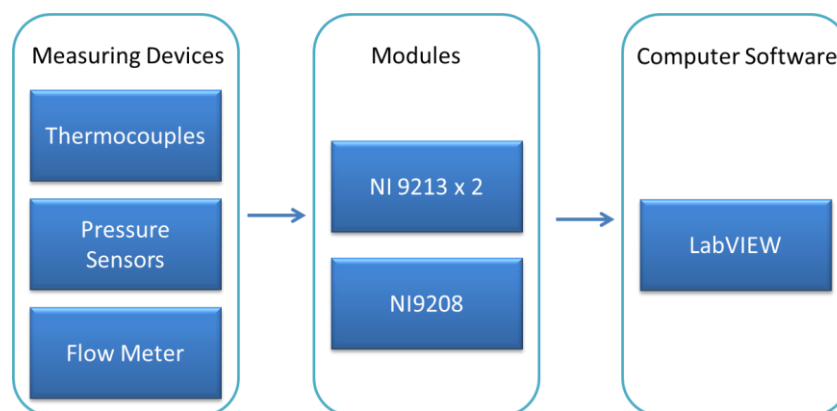 Measuring Devices
Thermocouples
Pressure
Sensors
Flow Meter
Modules
NI 9213 x 2
NI9208
Computer Software
LabVIEW